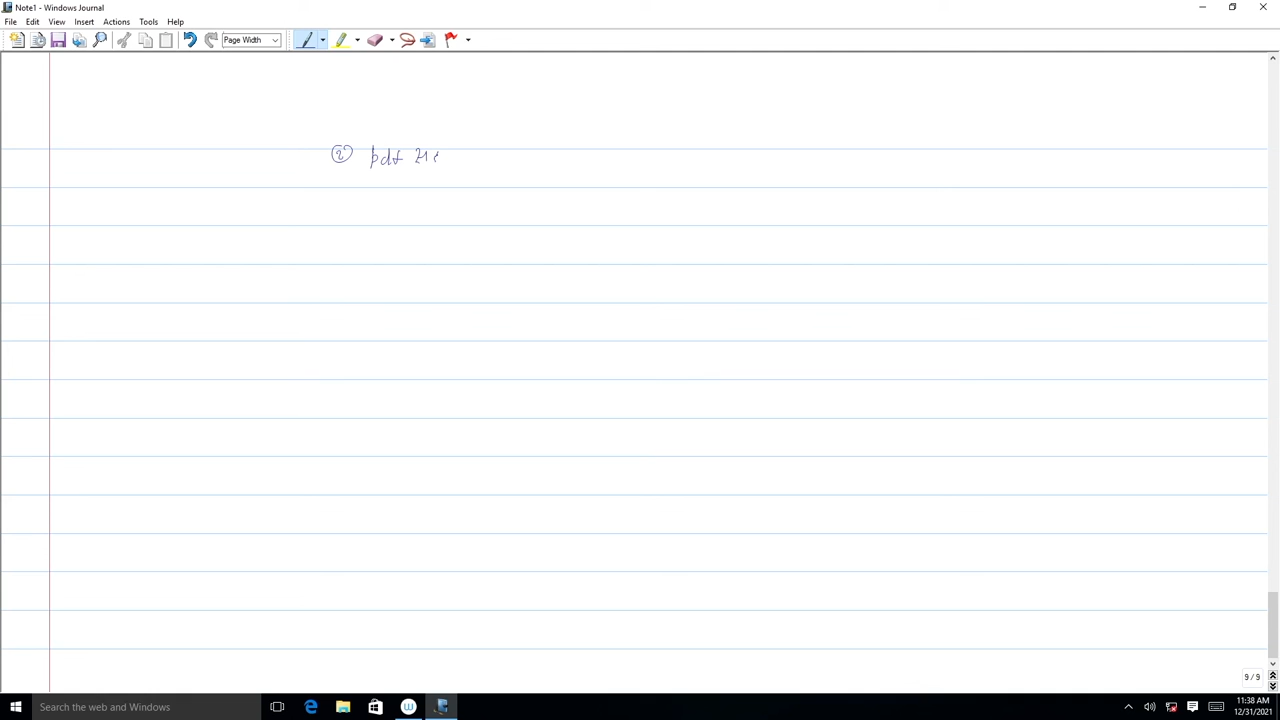 Note1 - Windows Journal
File Edit View Insert Actions Tools Help
Page Width
② pdf
9 / 9
Search the web and Windows
11:38 AM
12/31/2021